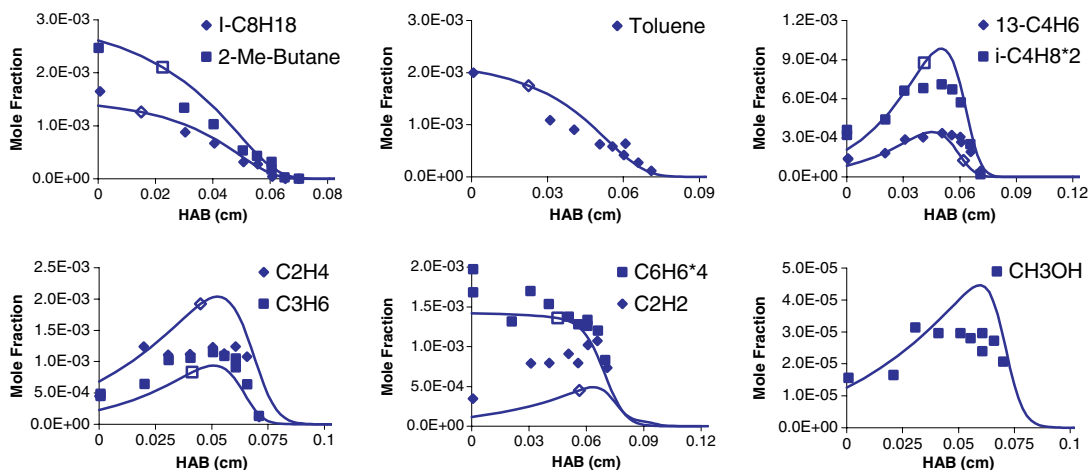 3.0E-03
2.0E-03
1.0E-03
0.0E+00
Mole Fraction
0.00
0.02
0.04
0.06
0.08
HAB (cm)
I-C8H18
2-Me-Butane
3.0E-03
2.0E-03
1.0E-03
0.0E+00
Mole Fraction
0
0.03
0.06
0.09
HAB (cm)
Toluene
1.2E-03
9.0E-04
6.0E-04
3.0E-04
0.0E+00
Mole Fraction
0
0.03
0.06
0.09
0.12
HAB (cm)
13-C4H6
i-C4H8*2
2.5E-03
2.0E-03
1.5E-03
1.0E-03
5.0E-04
0.0E+00
Mole Fraction
0
0.025
0.05
0.075
0.1
HAB (cm)
C2H4
C3H6
2.0E-03
1.5E-03
1.0E-03
5.0E-04
0.0E+00
Mole Fraction
0
0.03
0.06
0.09
0.12
HAB (cm)
C6H6*4
C2H2
5.0E-05
4.0E-05
3.0E-05
2.0E-05
1.0E-05
0.0E+00
Mole Fraction
0
0.025
0.05
0.075
0.1
HAB (cm)
CH3OH